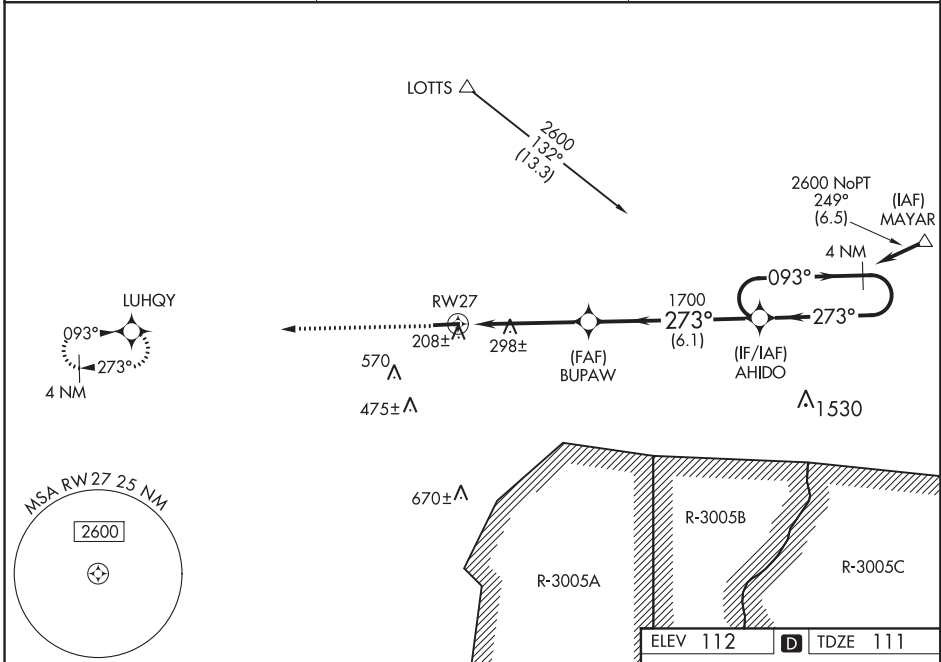 LOTTS
2600
132°
(13.3)
2600 NoPT
249°
(6.5)
(IAF)
MAYAR
4 NM
093°
273°
LUHQY
093°
273°
4 NM
RW27
208±
298±
1700
273°
(6.1)
(FAF)
BUPAW
(IF/IAF)
AHIDO
570
475±
1530
670±
MSA RW27 25 NM
2600
R-3005A
R-3005B
R-3005C
ELEV 112 D TDZE 111